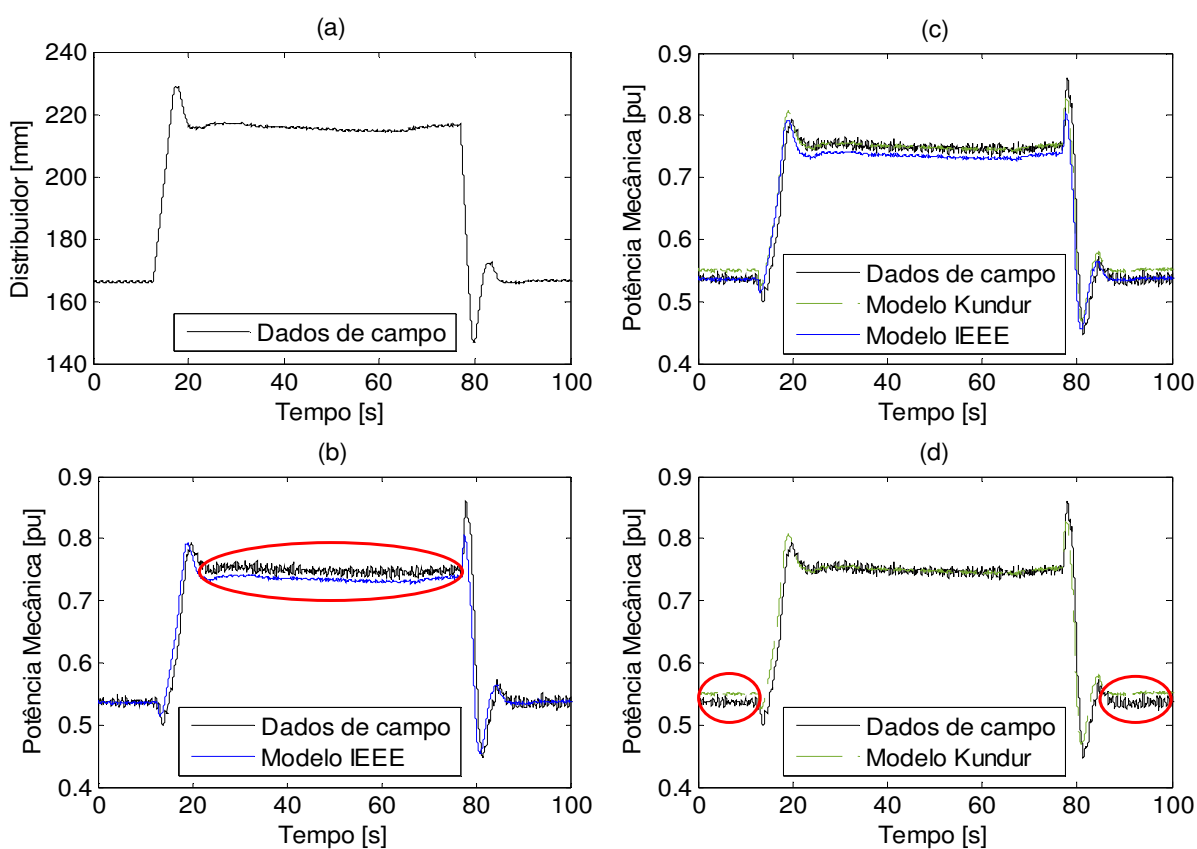 (a)
Distribuidor [mm]
240
220
200
180
160
140
Dados de campo
0 20 40 60 80 100
Tempo [s]
(c)
Potência Mecânica [pu]
0.9
0.8
0.7
0.6
0.5
0.4
Dados de campo
Modelo Kundur
Modelo IEEE
0 20 40 60 80 100
Tempo [s]
(b)
Potência Mecânica [pu]
0.9
0.8
0.7
0.6
0.5
0.4
Dados de campo
Modelo IEEE
0 20 40 60 80 100
Tempo [s]
(d)
Potência Mecânica [pu]
0.9
0.8
0.7
0.6
0.5
0.4
Dados de campo
Modelo Kundur
0 20 40 60 80 100
Tempo [s]